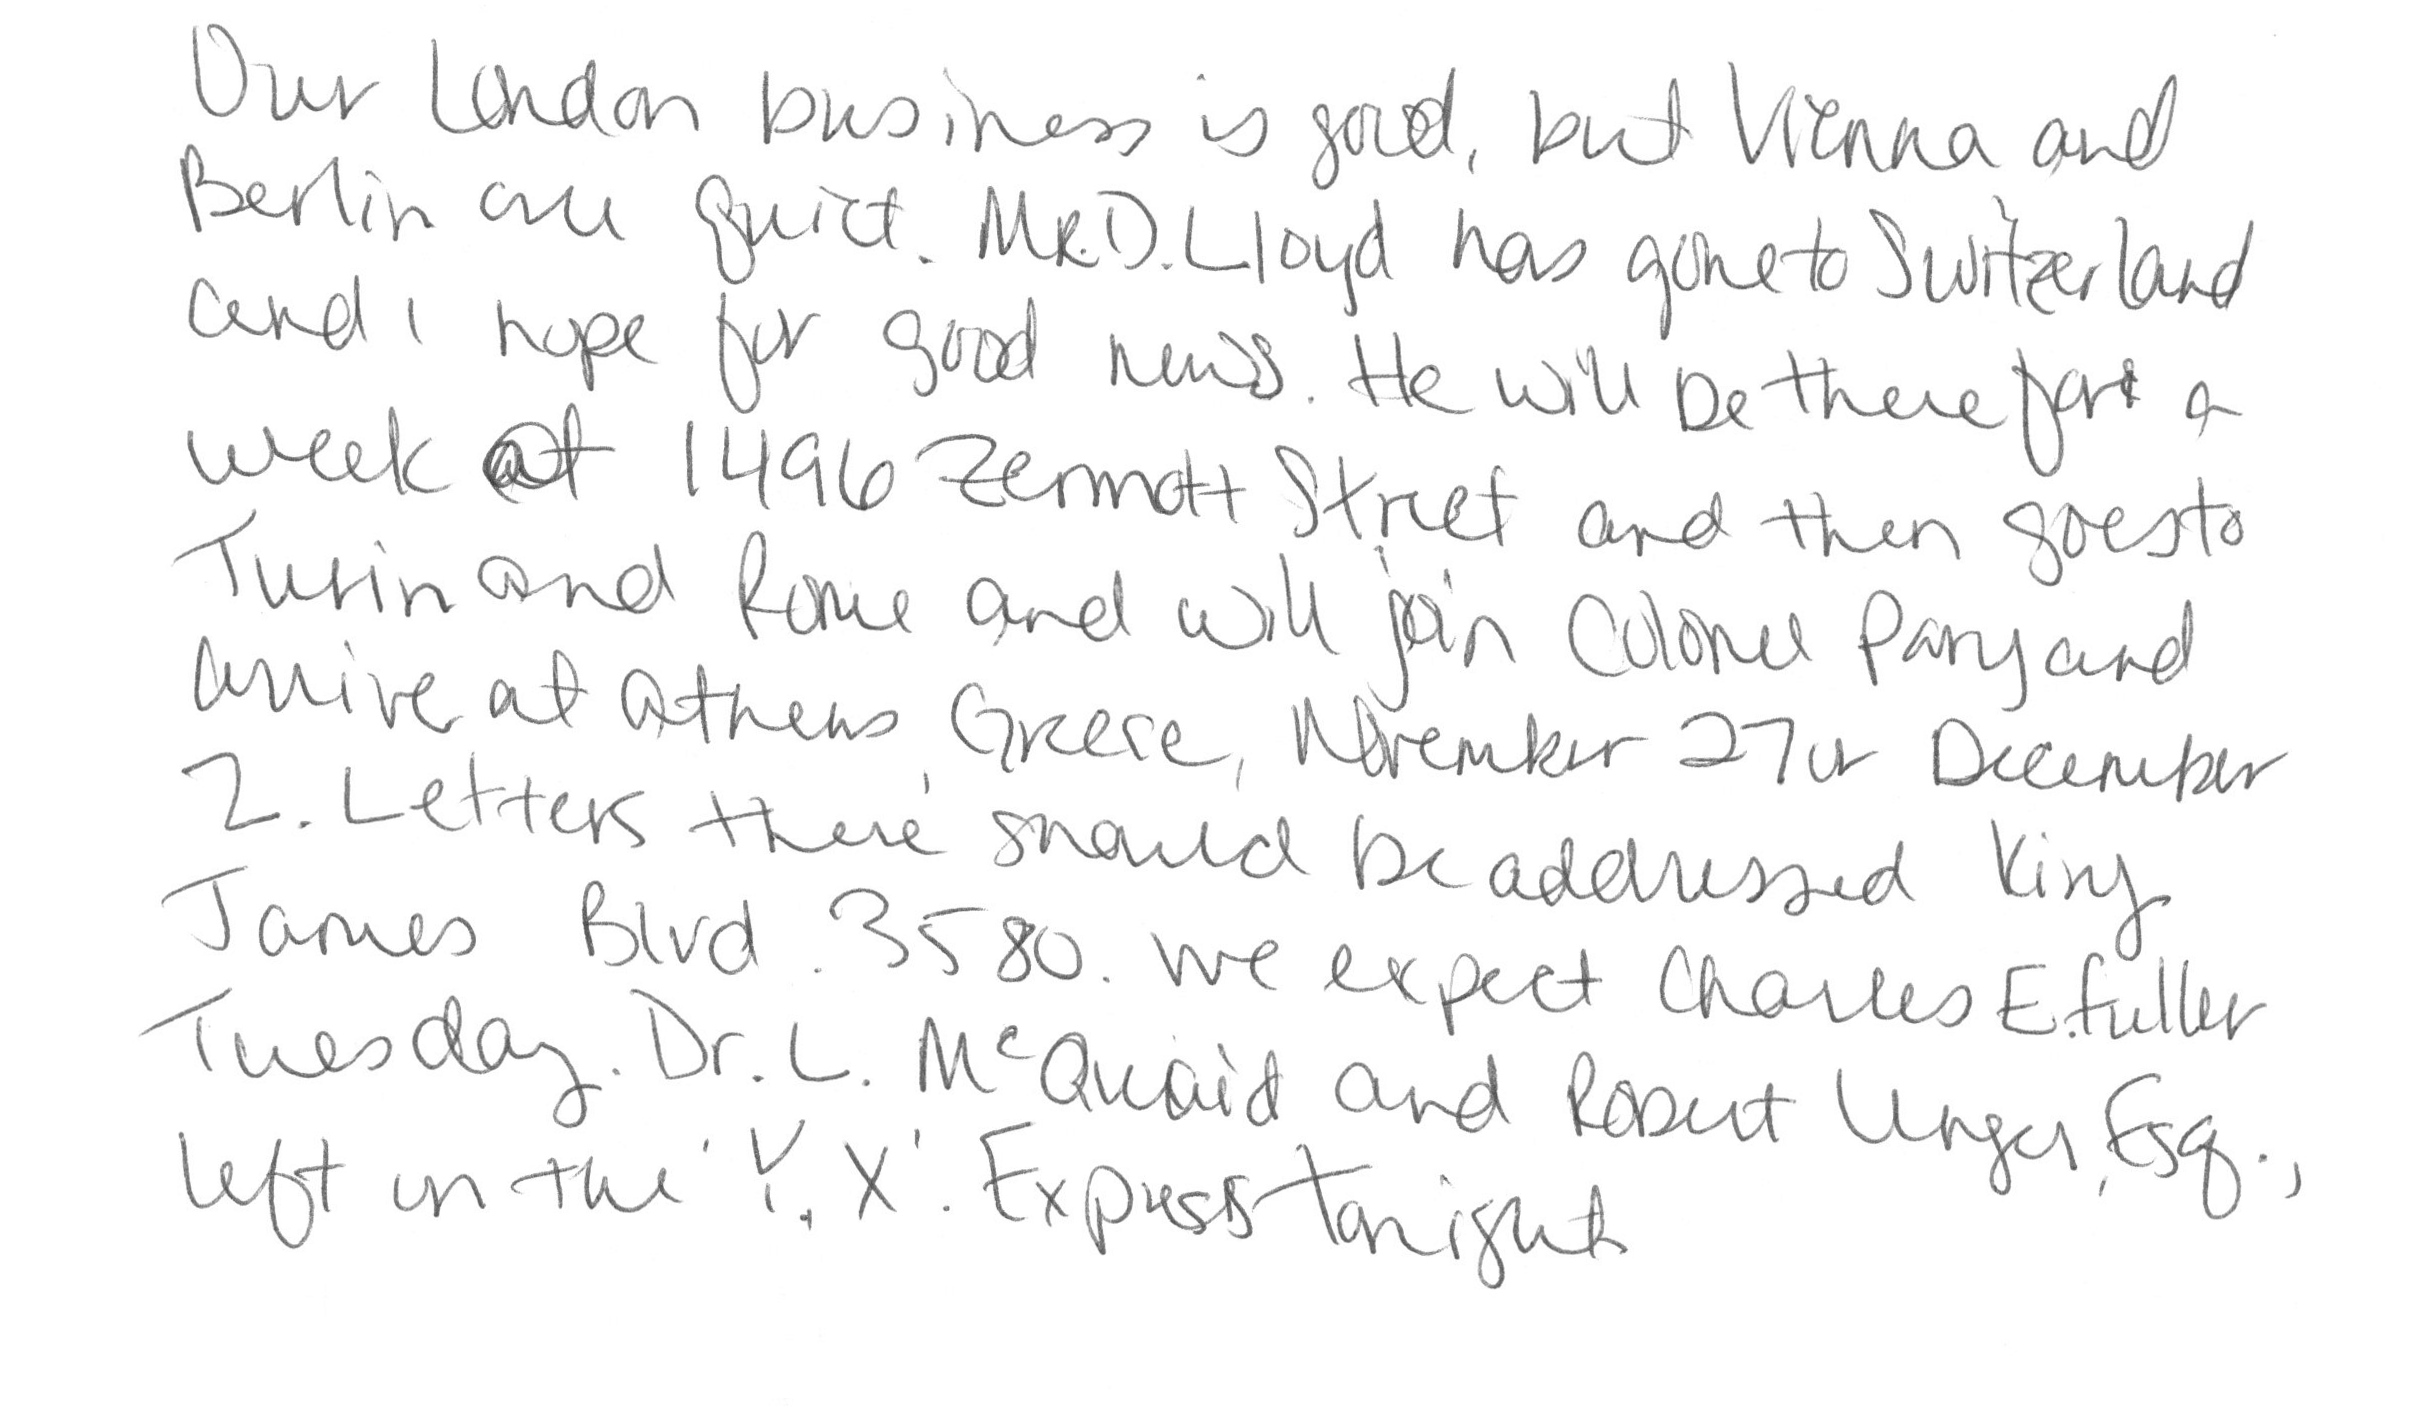 Our London business is good, but Vienna and
Berlin are quiet. MR. D. Lloyd has gone to Switzerland
and I hope for good news. He will be there for a
week at 1496 Zermott Street and then goes to
Turin and Rome and will join Colonel Parry and
arrive at Athens, Greece, November 27 or December
2. Letters there should be addressed King
James Blvd. 3580. We expect Charles E. Fuller
Tuesday. Dr. L. McQuaid and Robert Unger, Esq.,
left on the 'Y. X'. Express tonight